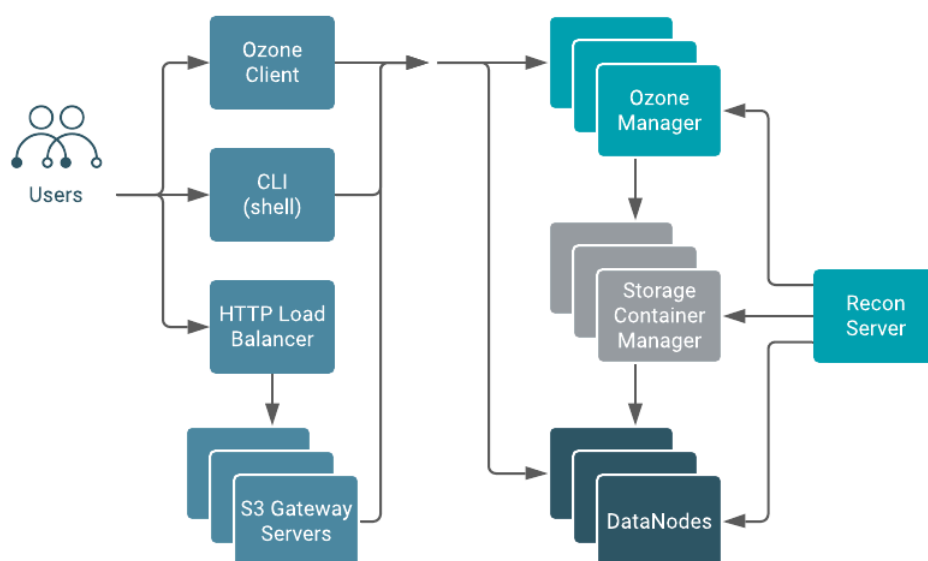 Users
Ozone
Client
CLI
(shell)
HTTP Load
Balancer
S3 Gateway
Servers
Ozone
Manager
Storage
Container
Manager
DataNodes
Recon
Server